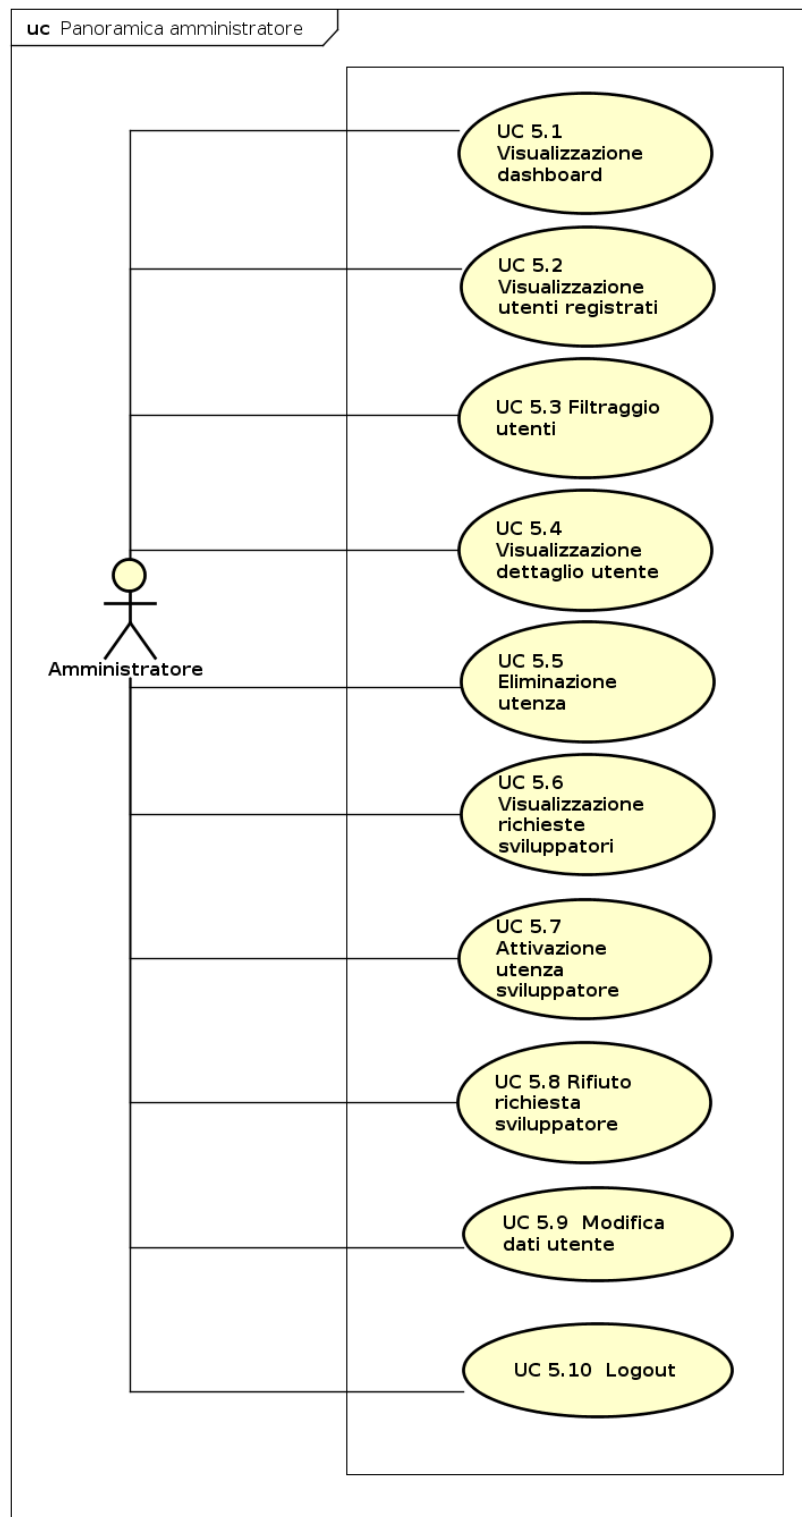 uc Panoramica amministratore
UC 5.1
Visualizzazione
dashboard
UC 5.2
Visualizzazione
utenti registrati
UC 5.3 Filtraggio
utenti
UC 5.4
Visualizzazione
dettaglio utente
Amministratore
UC 5.5
Eliminazione
utenza
UC 5.6
Visualizzazione
richieste
sviluppatori
UC 5.7
Attivazione
utenza
sviluppatore
UC 5.8 Rifiuto
richiesta
sviluppatore
UC 5.9 Modifica
dati utente
UC 5.10 Logout